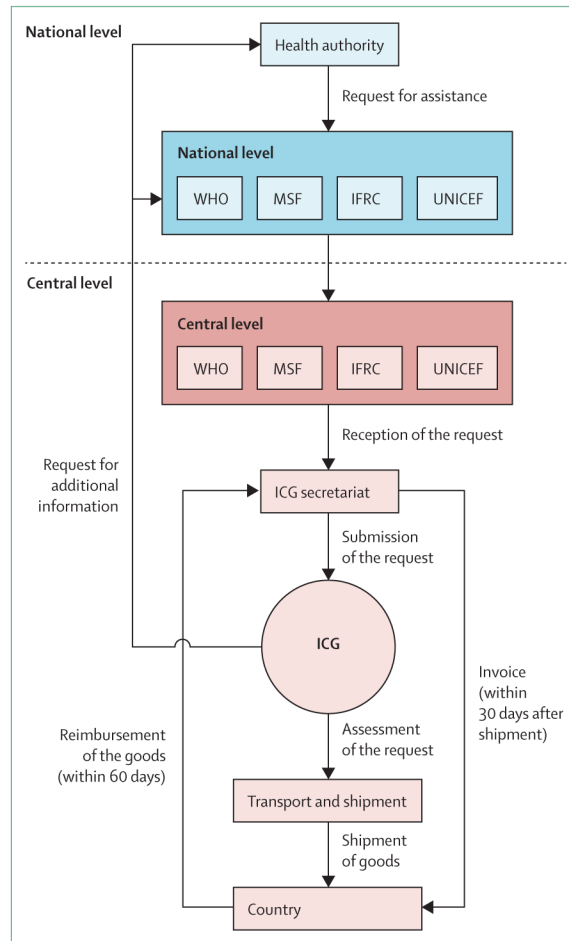 National level
Health authority
Request for assistance
National level
WHO
MSF
IFRC
UNICEF
Central level
Central level
WHO
MSF
IFRC
UNICEF
Reception of the request
Request for
additional
information
ICG secretariat
Submission
of the request
ICG
Invoice
(within
30 days after
shipment)
Reimbursement
of the goods
(within 60 days)
Assessment
of the request
Transport and shipment
Shipment
of goods
Country